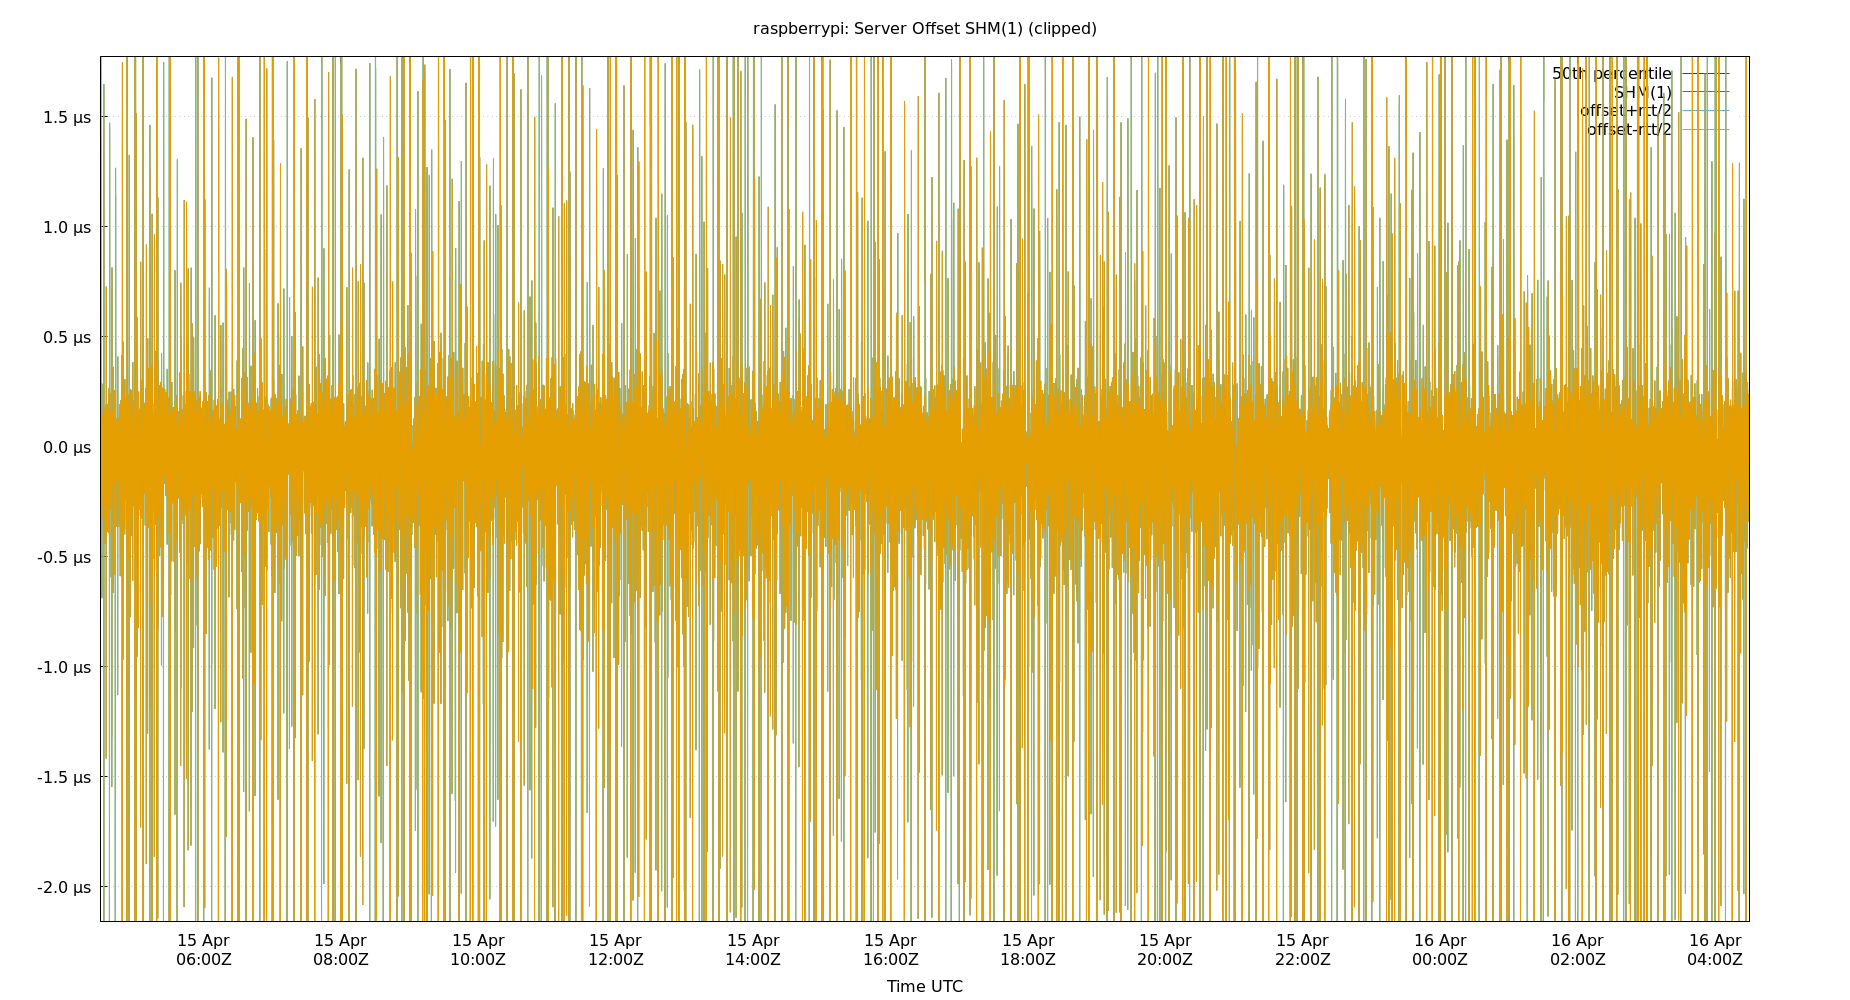 raspberrypi: Server Offset SHM(1) (clipped)
50th percentile
SHM(1)
offset+rtt/2
offset-rtt/2
1.5 µs
1.0 µs
0.5 µs
0.0 µs
-0.5 µs
-1.0 µs
-1.5 µs
-2.0 µs
15 Apr 15 Apr 15 Apr 15 Apr 15 Apr 15 Apr 15 Apr 15 Apr 15 Apr 16 Apr 16 Apr 16 Apr
06:00Z 08:00Z 10:00Z 12:00Z 14:00Z 16:00Z 18:00Z 20:00Z 22:00Z 00:00Z 02:00Z 04:00Z
Time UTC